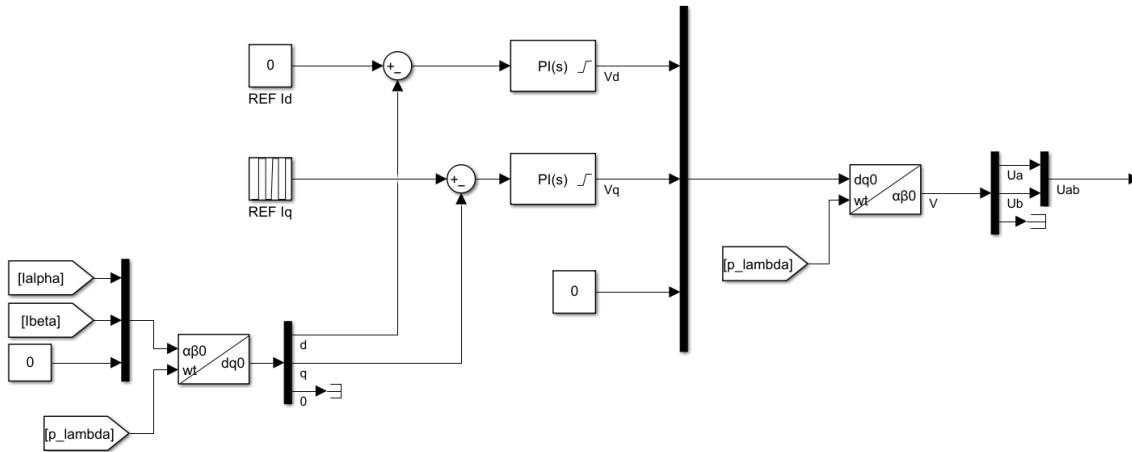 0
+
_
PI(s)
Vd
REF Id
0
+
_
PI(s)
Vq
REF Iq
dq0
wt
αβ0
V
Ua
Ub
Uab
[p_lambda]
[Ialpha]
[Ibeta]
0
αβ0
wt
dq0
d
q
0
[p_lambda]